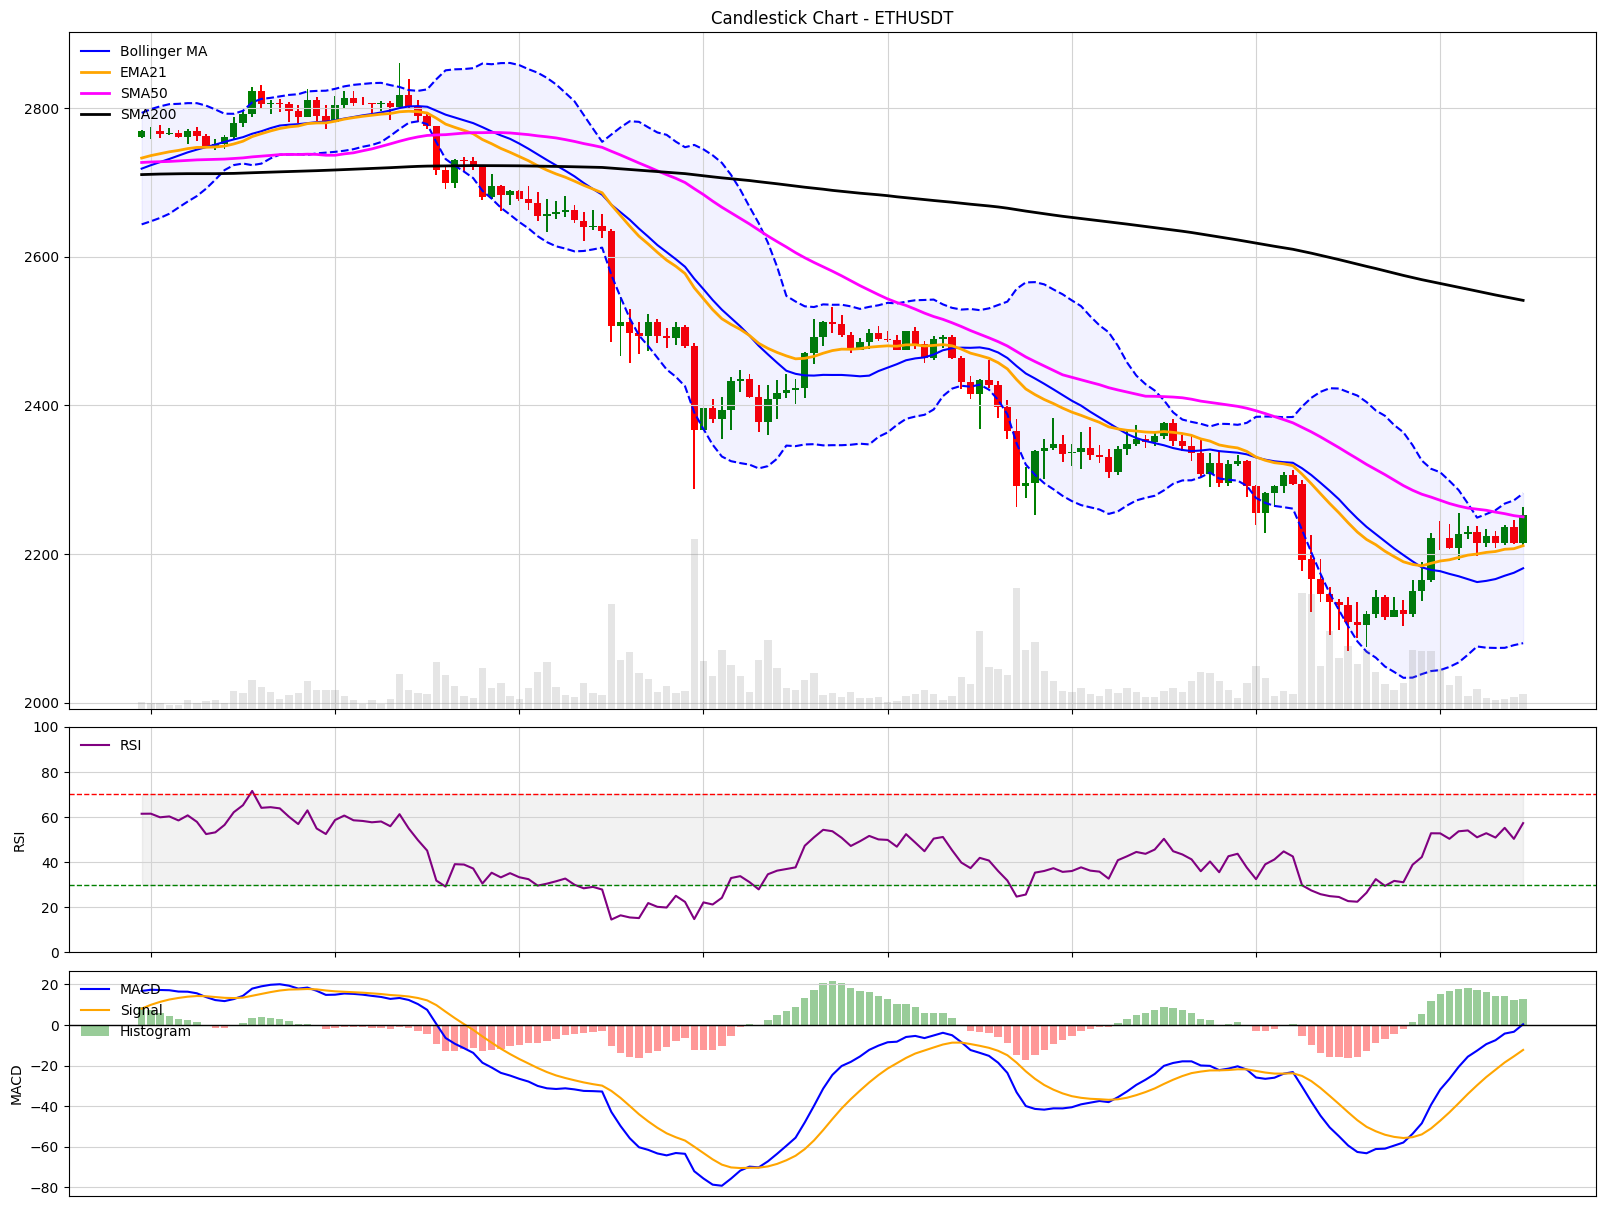 Candlestick Chart - ETHUSDT
Bollinger MA
EMA21
SMA50
SMA200
2800
2600
2400
2200
2000
RSI
100
80
60
40
20
0
RSI
MACD
Signal
Histogram
20
0
−20
−40
−60
−80
MACD